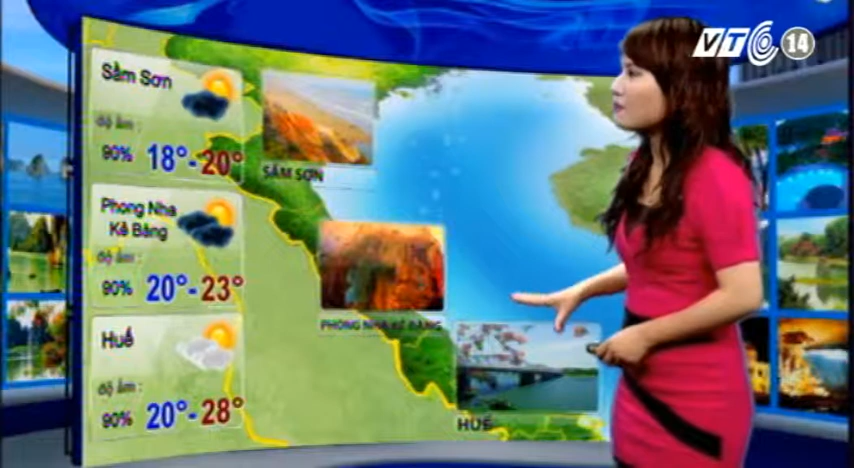 VTC 14
Sầm Sơn
độ ẩm :
90% 18°-20°
SẦM SƠN
Phong Nha
Kẻ Bàng
độ ẩm :
90% 20°-23°
PHONG NHA KẺ BÀNG
Huế
độ ẩm :
90% 20°-28°
HUẾ